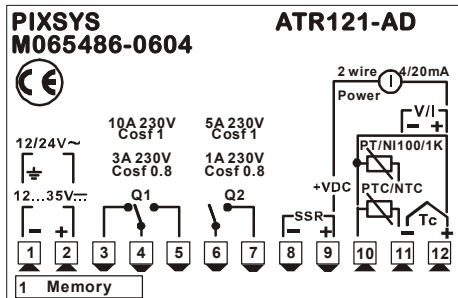 PIXSYS ATR121-AD
M065486-0604
CE
2 wire 4/20mA
Power
V/I
- +
10A 230V 5A 230V
Cosf 1 Cosf 1
12/24V~
3A 230V 1A 230V
Cosf 0.8 Cosf 0.8
PT/NI100/1K
12...35V⎓ Q1 Q2 +VDC PTC/NTC
- + - SSR + - Tc +
1 2 3 4 5 6 7 8 9 10 11 12
1 Memory